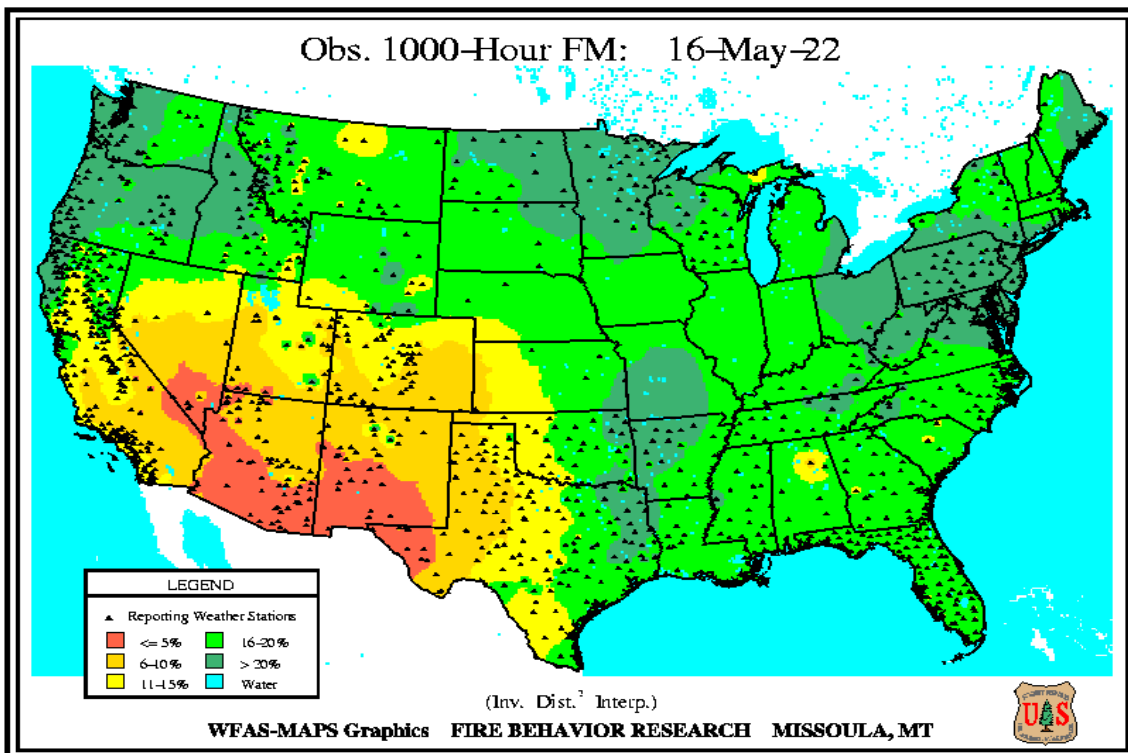 Obs. 1000-Hour FM: 16-May-22
LEGEND
Reporting Weather Stations
<= 5% 16-20%
6-10% > 20%
11-15% Water
(Inv. Dist.² Interp.)
WFAS-MAPS Graphics FIRE BEHAVIOR RESEARCH MISSOULA, MT
U S